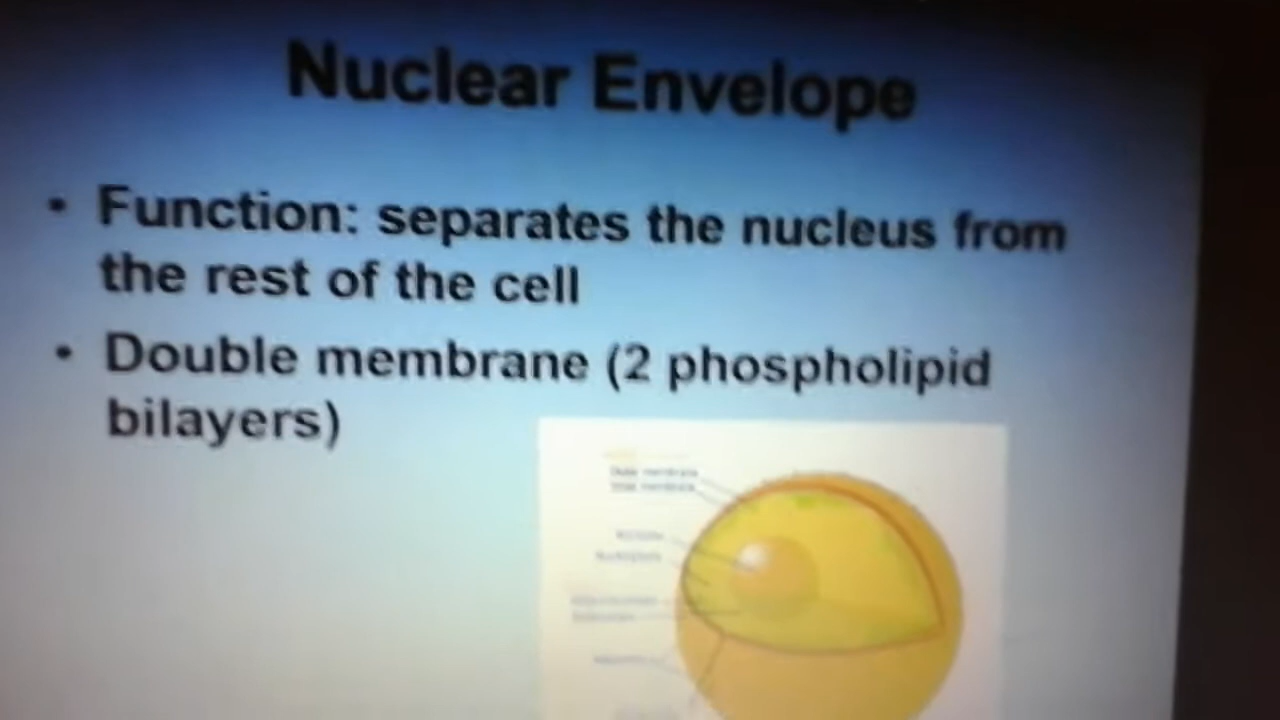 Nuclear Envelope
• Function: separates the nucleus from
the rest of the cell
• Double membrane (2 phospholipid
bilayers)